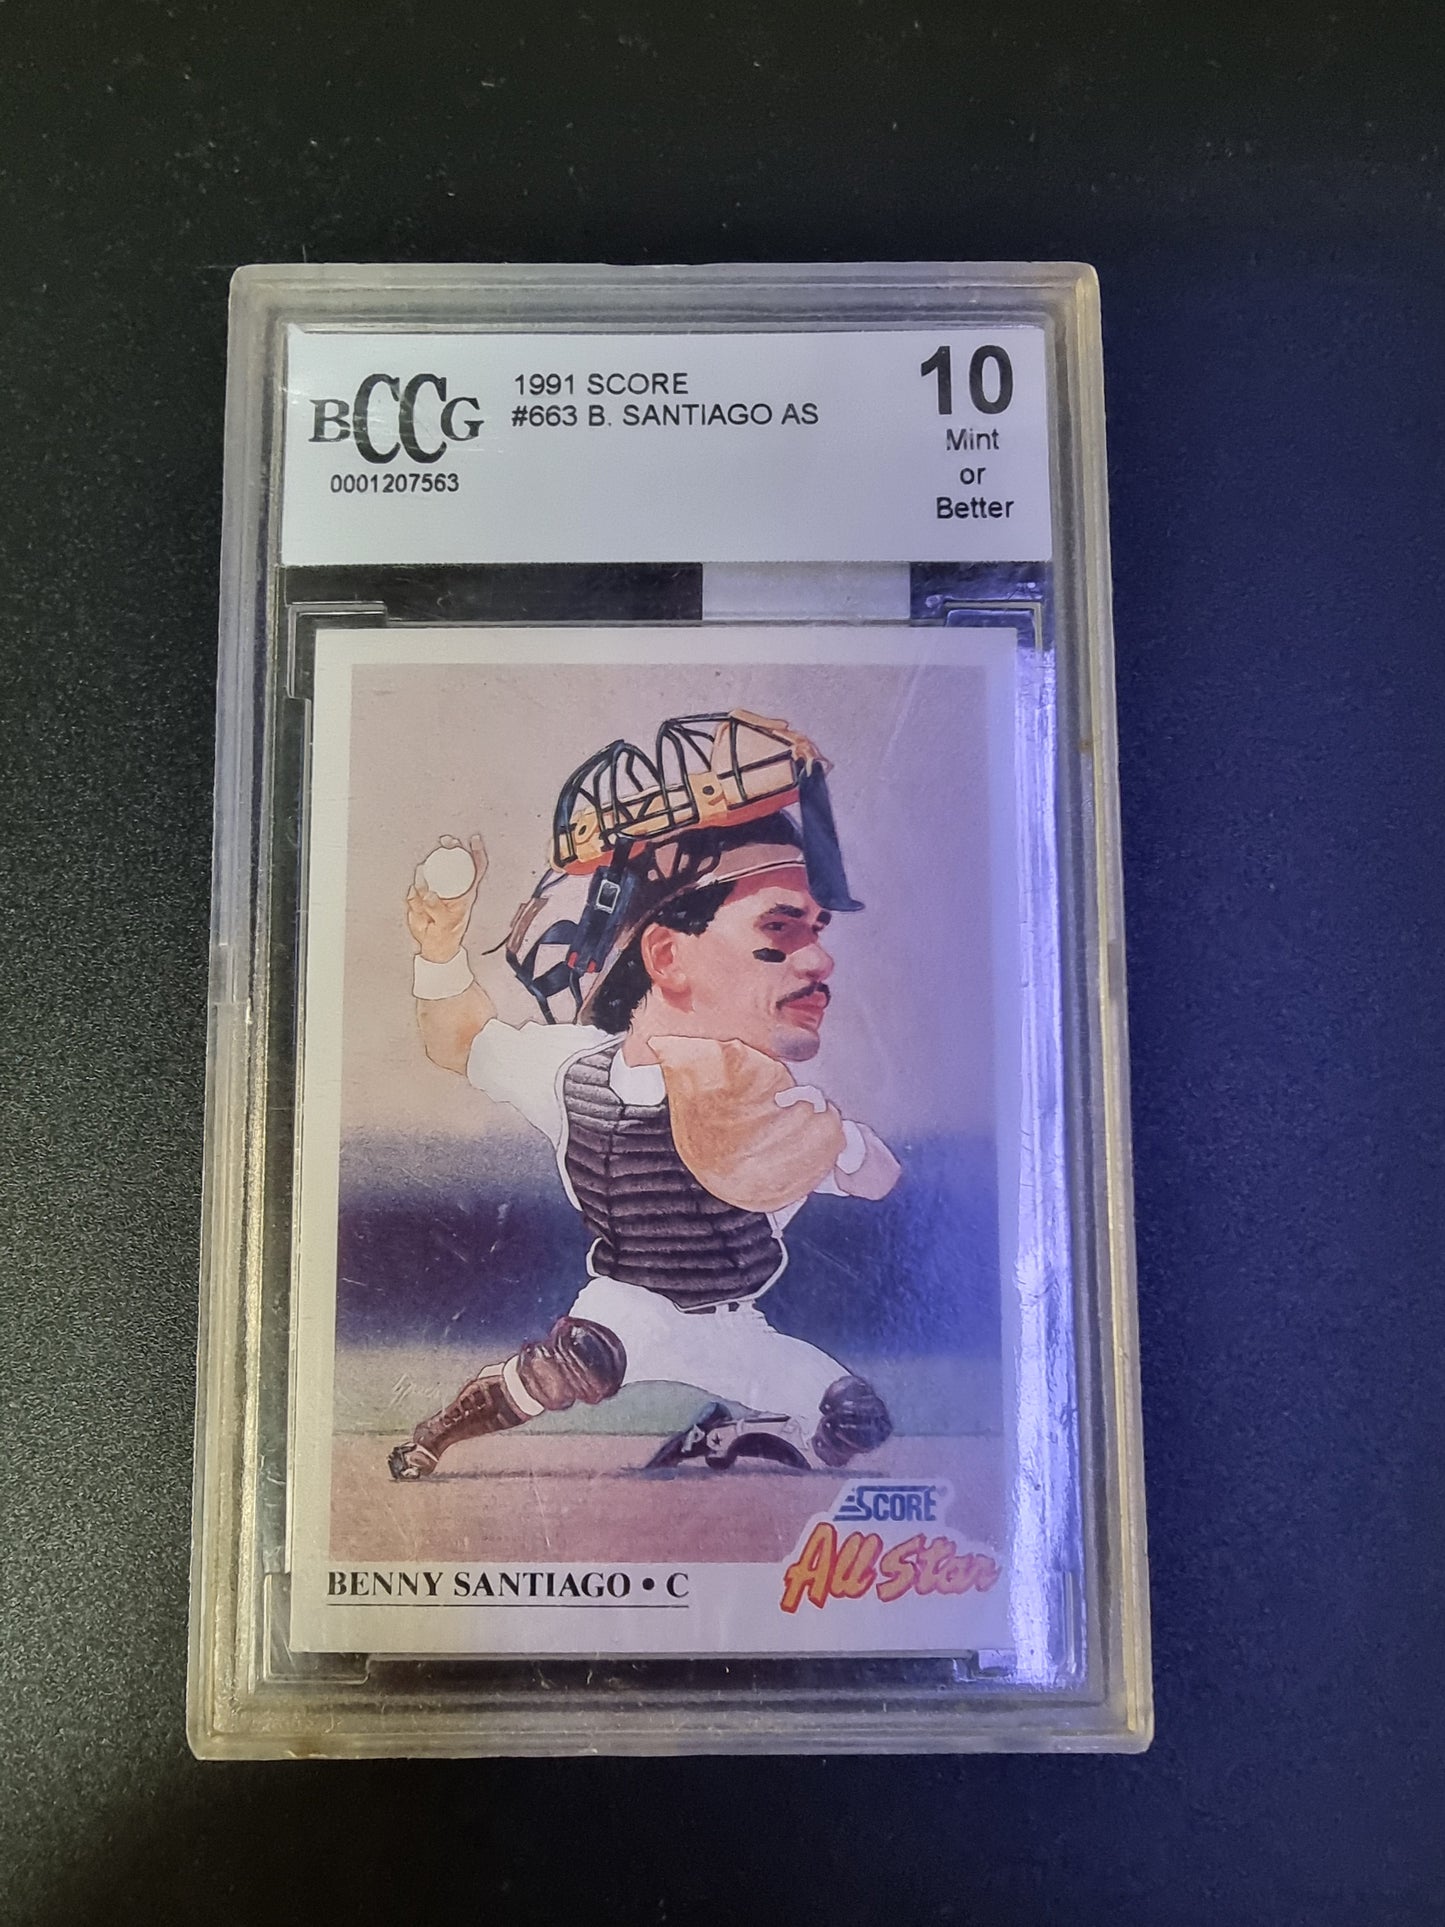 BCCG
0001207563
1991 SCORE
#663 B. SANTIAGO AS
10
Mint
or
Better
SCORE
All Star
BENNY SANTIAGO • C